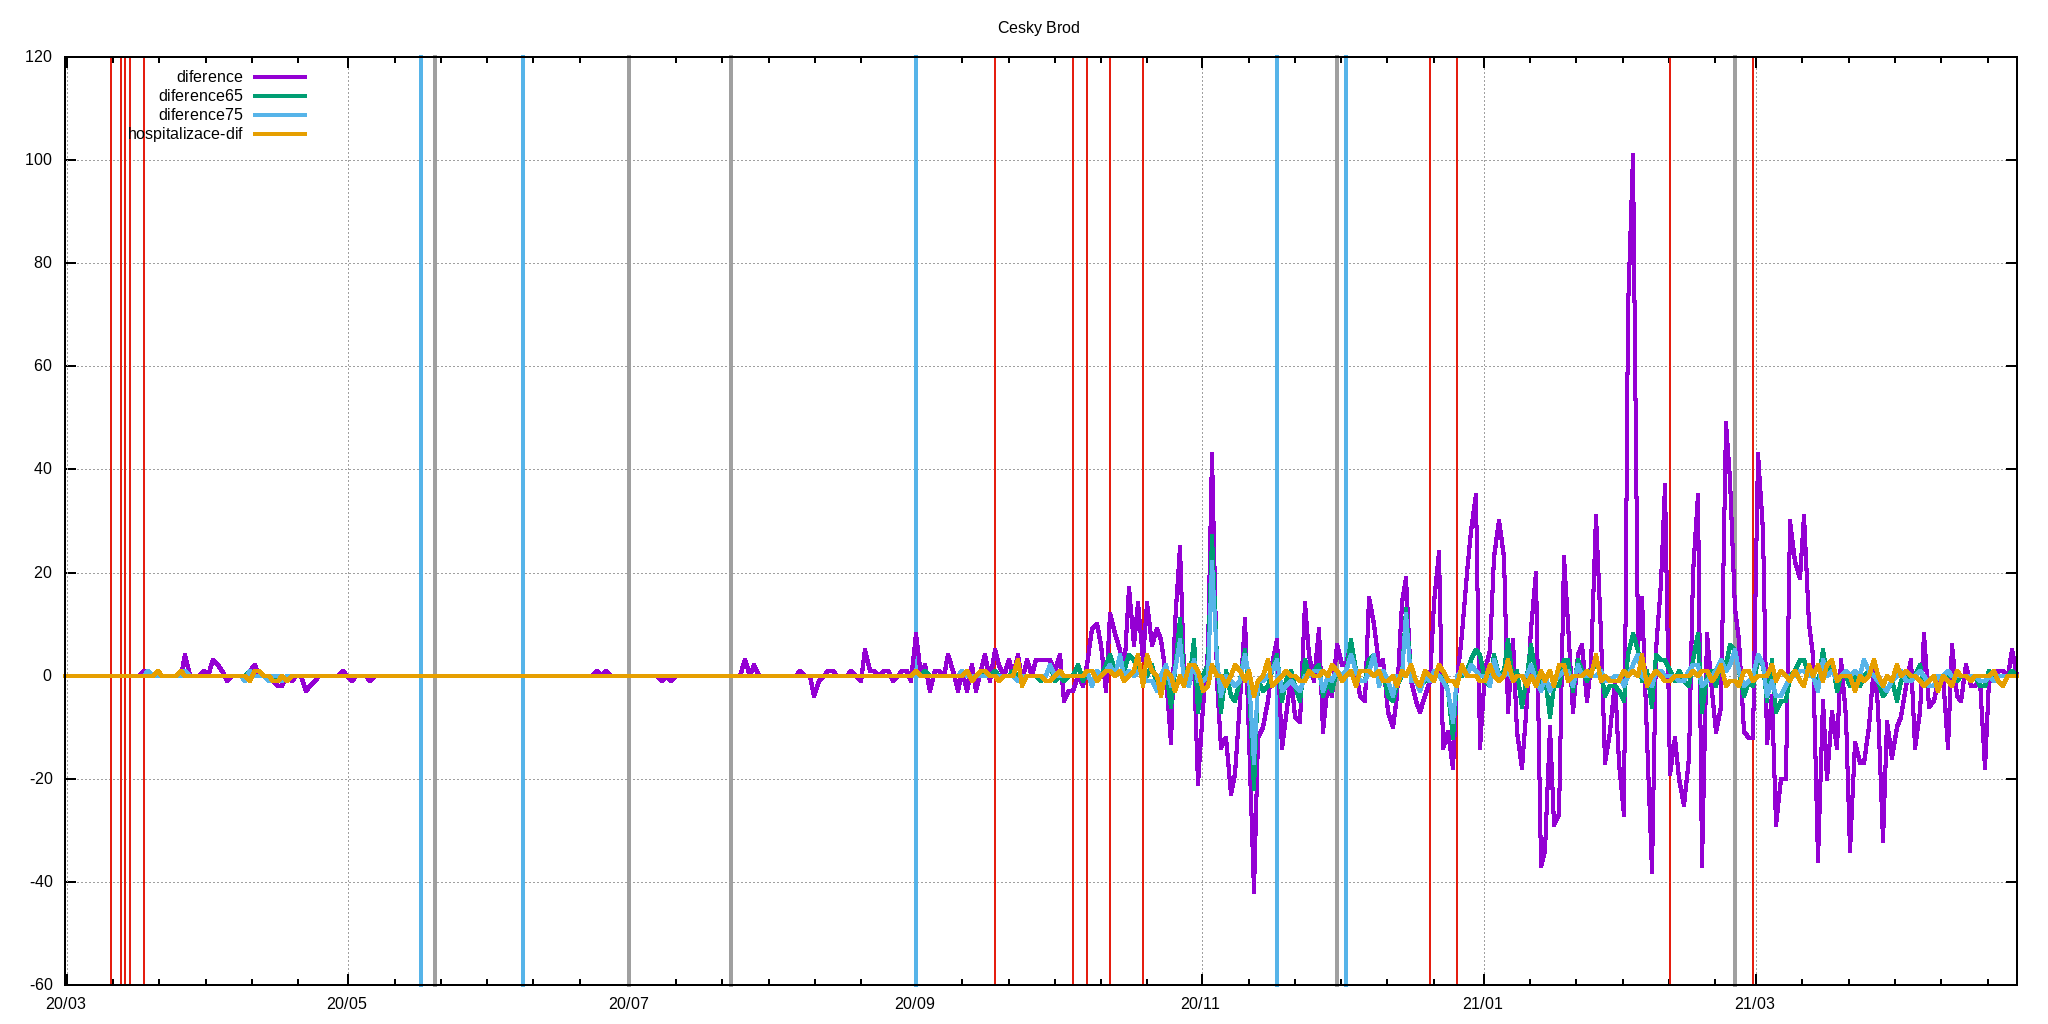 Cesky Brod
120
diference
diference65
diference75
hospitalizace-dif
100
80
60
40
20
0
-20
-40
-60
20/03 20/05 20/07 20/09 20/11 21/01 21/03